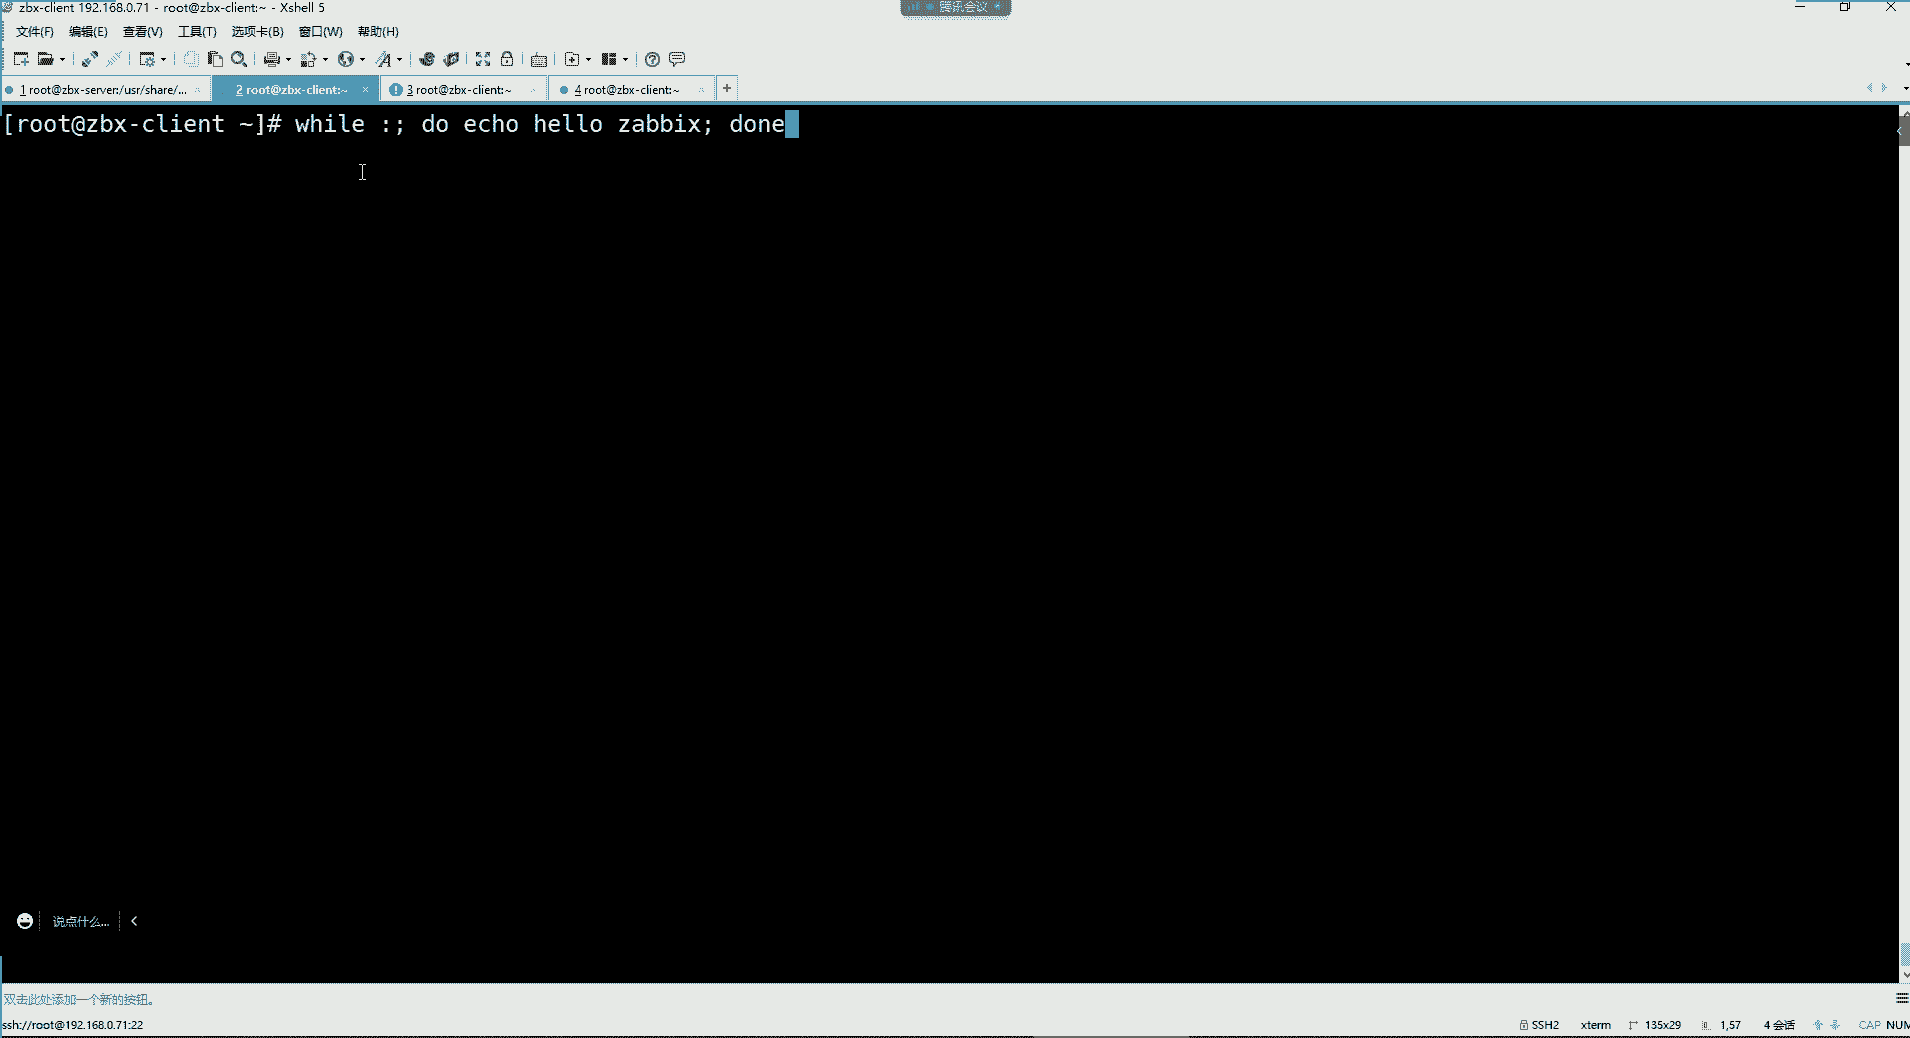 zbx-client 192.168.0.71 - root@zbx-client:~ - Xshell 5
腾讯会议
文件(F) 编辑(E) 查看(V) 工具(T) 选项卡(B) 窗口(W) 帮助(H)
1 root@zbx-server:/usr/share/... 2 root@zbx-client:~ 3 root@zbx-client:~ 4 root@zbx-client:~
[root@zbx-client ~]# while :; do echo hello zabbix; done
说点什么...
双击此处添加一个新的按钮。
ssh://root@192.168.0.71:22 SSH2 xterm 135x29 1,57 4 会话 CAP NUM